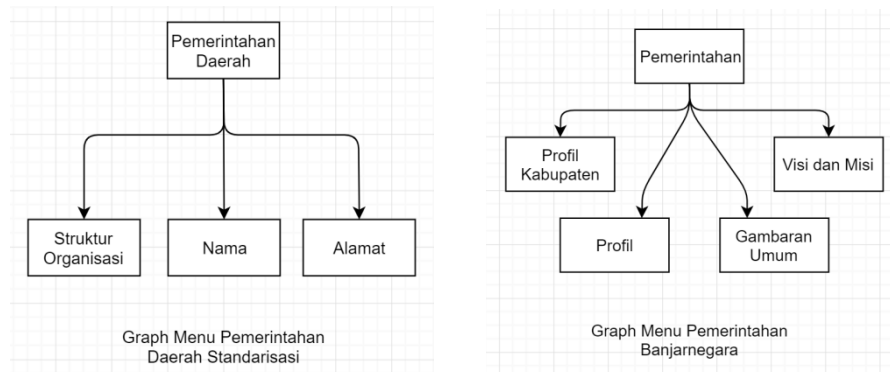 Pemerintahan
Daerah
Struktur
Organisasi
Nama
Alamat
Graph Menu Pemerintahan
Daerah Standarisasi
Pemerintahan
Profil
Kabupaten
Visi dan Misi
Profil
Gambaran
Umum
Graph Menu Pemerintahan
Banjarnegara